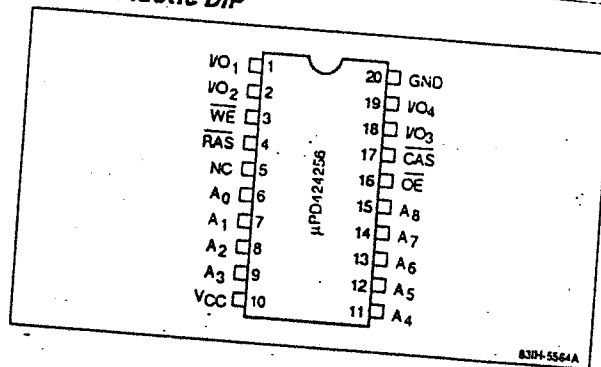 DIP
I/O1 1
I/O2 2
WE 3
RAS 4
NC 5
A0 6
A1 7
A2 8
A3 9
VCC 10
µPD424256
20 GND
19 I/O4
18 I/O3
17 CAS
16 OE
15 A8
14 A7
13 A6
12 A5
11 A4
83IH-5564A